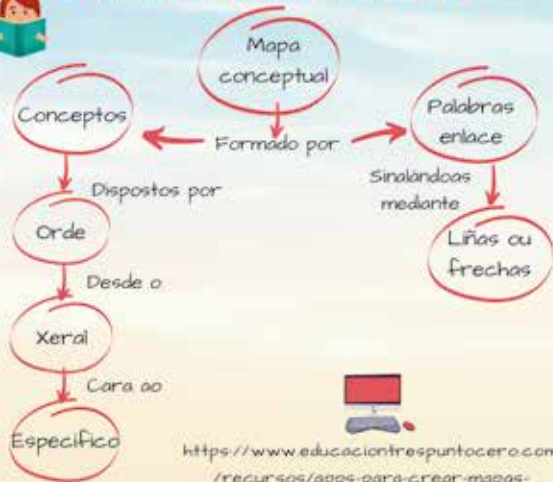 Mapa
conceptual
Conceptos
Formado por
Palabras
enlace
Dispostos por
Sinalándoas
mediante
Orde
Liñas ou
frechas
Desde o
Xeral
Cara ao
Específico
https://www.educaciontrespuntocero.com
/recursos/apps-para-crear-mapas-